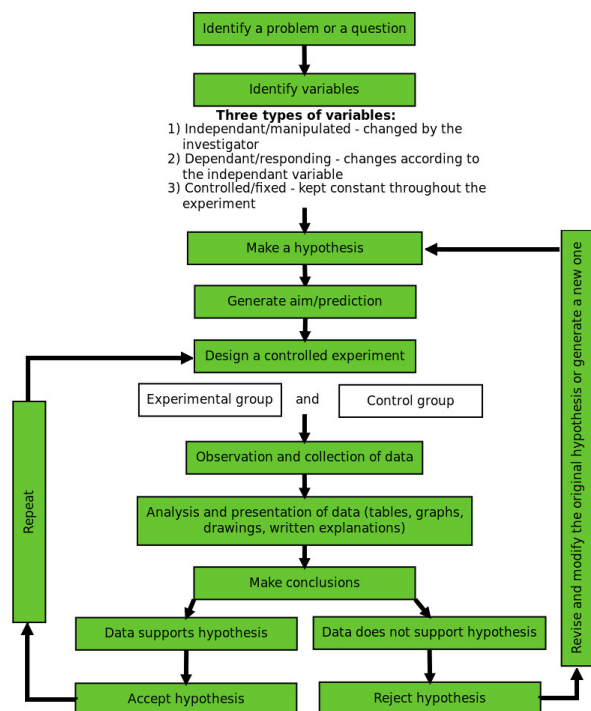 Identify a problem or a question
Identify variables
Three types of variables:
1) Independant/manipulated - changed by the
investigator
2) Dependant/responding - changes according to
the independant variable
3) Controlled/fixed - kept constant throughout the
experiment
Make a hypothesis
Generate aim/prediction
Design a controlled experiment
Experimental group and Control group
Observation and collection of data
Analysis and presentation of data (tables, graphs,
drawings, written explanations)
Make conclusions
Data supports hypothesis
Data does not support hypothesis
Accept hypothesis
Reject hypothesis
Repeat
Revise and modify the original hypothesis or generate a new one